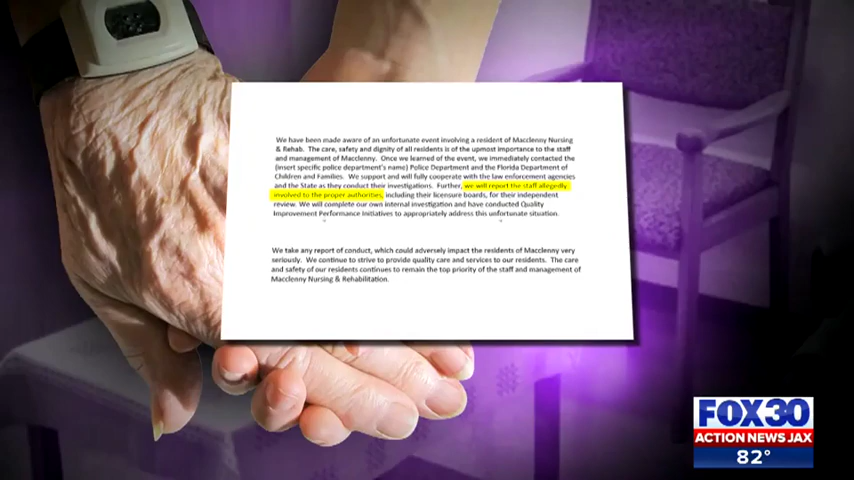 We have been made aware of an unfortunate event involving a resident of Macclenny Nursing
& Rehab. The care, safety and dignity of all residents is of the upmost importance to the staff
and management of Macclenny. Once we learned of the event, we immediately contacted the
(insert specific police department's name) Police Department and the Florida Department of
Children and Families. We support and will fully cooperate with the law enforcement agencies
and the State as they conduct their investigations. Further, we will report the staff allegedly
involved to the proper authorities, including their licensure boards, for their independent
review. We will complete our own internal investigation and have conducted Quality
Improvement Performance Initiatives to appropriately address this unfortunate situation.
We take any report of conduct, which could adversely impact the residents of Macclenny very
seriously. We continue to strive to provide quality care and services to our residents. The care
and safety of our residents continues to remain the top priority of the staff and management of
Macclenny Nursing & Rehabilitation.
FOX30
ACTION NEWS JAX
82°